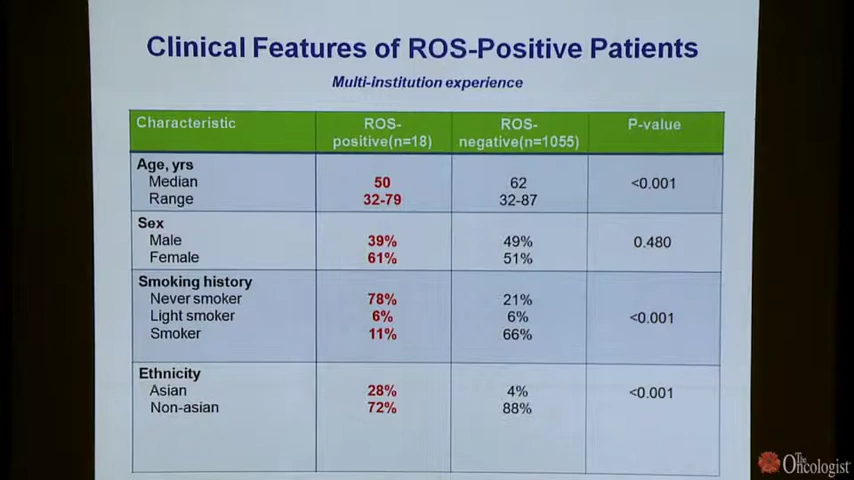 Clinical Features of ROS-Positive Patients
Multi-institution experience
Characteristic ROS-positive(n=18) ROS-negative(n=1055) P-value
Age, yrs
Median 50 62 <0.001
Range 32-79 32-87
Sex
Male 39% 49% 0.480
Female 61% 51%
Smoking history
Never smoker 78% 21%
Light smoker 6% 6% <0.001
Smoker 11% 66%
Ethnicity
Asian 28% 4% <0.001
Non-asian 72% 88%
The Oncologist